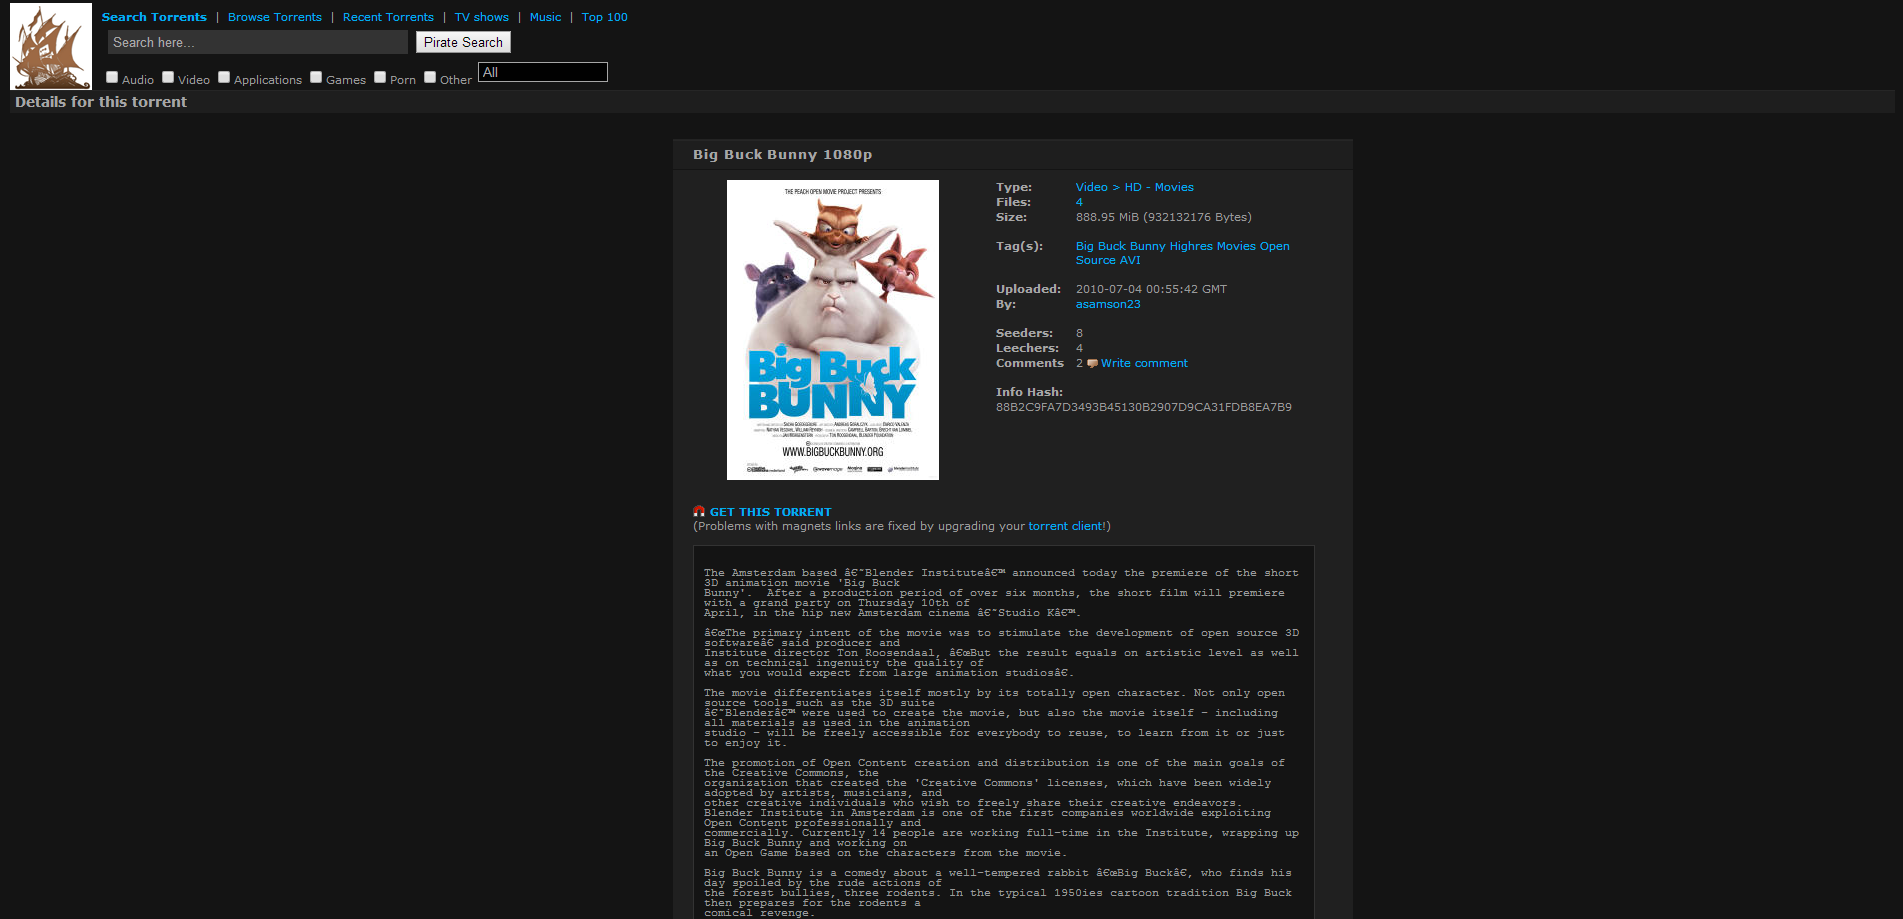 Search Torrents | Browse Torrents | Recent Torrents | TV shows | Music | Top 100
Search here... Pirate Search
Audio Video Applications Games Porn Other All
Details for this torrent
Big Buck Bunny 1080p
THE PEACH OPEN MOVIE PROJECT PRESENTS
Big Buck
BUNNY
WWW.BIGBUCKBUNNY.ORG
Type: Video > HD - Movies
Files: 4
Size: 888.95 MiB (932132176 Bytes)
Tag(s): Big Buck Bunny Highres Movies Open
Source AVI
Uploaded: 2010-07-04 00:55:42 GMT
By: asamson23
Seeders: 8
Leechers: 4
Comments 2 Write comment
Info Hash:
88B2C9FA7D3493B45130B2907D9CA31FDB8EA7B9
GET THIS TORRENT
(Problems with magnets links are fixed by upgrading your torrent client!)
The Amsterdam based â€˜Blender Instituteâ€™ announced today the premiere of the short
3D animation movie 'Big Buck
Bunny'.  After a production period of over six months, the short film will premiere
with a grand party on Thursday 10th of
April, in the hip new Amsterdam cinema â€˜Studio Kâ€™.
â€œThe primary intent of the movie was to stimulate the development of open source 3D
softwareâ€ said producer and
Institute director Ton Roosendaal, â€œBut the result equals on artistic level as well
as on technical ingenuity the quality of
what you would expect from large animation studiosâ€.
The movie differentiates itself mostly by its totally open character. Not only open
source tools such as the 3D suite
â€˜Blenderâ€™ were used to create the movie, but also the movie itself - including
all materials as used in the animation
studio - will be freely accessible for everybody to reuse, to learn from it or just
to enjoy it.
The promotion of Open Content creation and distribution is one of the main goals of
the Creative Commons, the
organization that created the 'Creative Commons' licenses, which have been widely
adopted by artists, musicians, and
other creative individuals who wish to freely share their creative endeavors.
Blender Institute in Amsterdam is one of the first companies worldwide exploiting
Open Content professionally and
commercially. Currently 14 people are working full-time in the Institute, wrapping up
Big Buck Bunny and working on
an Open Game based on the characters from the movie.
Big Buck Bunny is a comedy about a well-tempered rabbit â€œBig Buckâ€, who finds his
day spoiled by the rude actions of
the forest bullies, three rodents. In the typical 1950ies cartoon tradition Big Buck
then prepares for the rodents a
comical revenge.